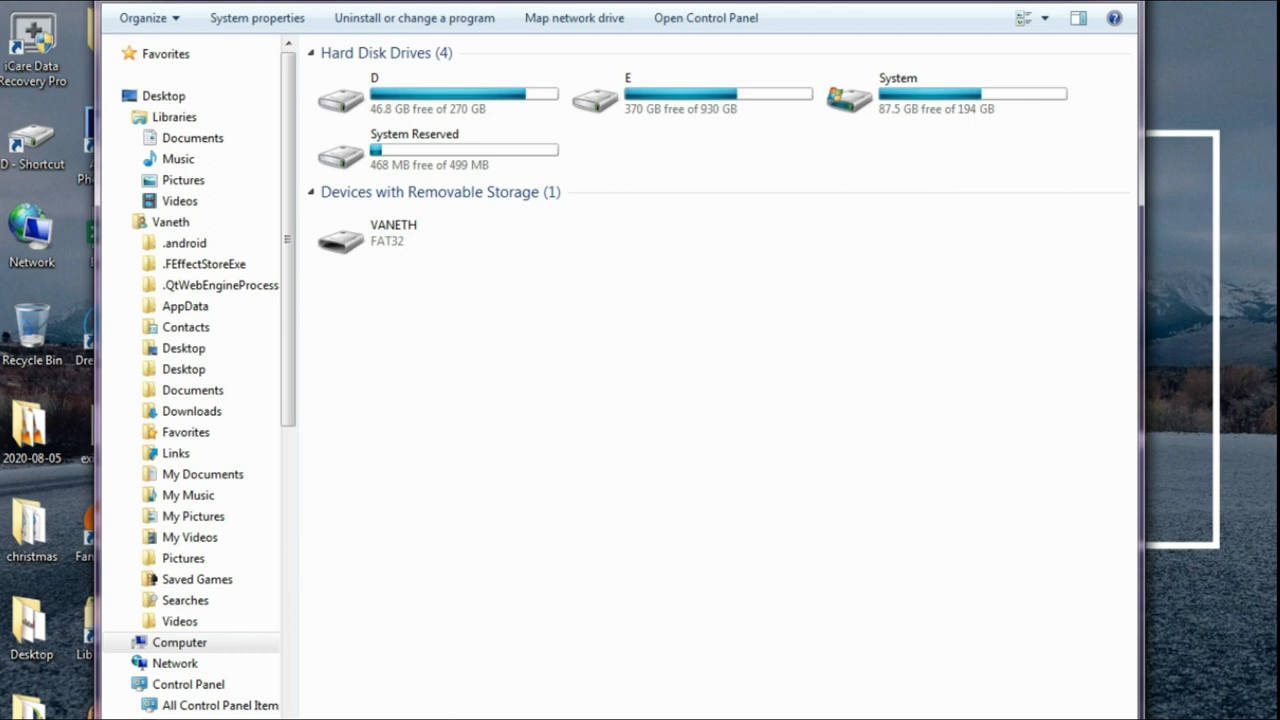 Organize
System properties
Uninstall or change a program
Map network drive
Open Control Panel
iCare Data
Recovery Pro
D - Shortcut
Network
Recycle Bin
2020-08-05
christmas
Desktop
Favorites
Desktop
Libraries
Documents
Music
Pictures
Videos
Vaneth
.android
.FEffectStoreExe
.QtWebEngineProcess
AppData
Contacts
Desktop
Desktop
Documents
Downloads
Favorites
Links
My Documents
My Music
My Pictures
My Videos
Pictures
Saved Games
Searches
Videos
Computer
Network
Control Panel
All Control Panel Item
Hard Disk Drives (4)
D
46.8 GB free of 270 GB
E
370 GB free of 930 GB
System
87.5 GB free of 194 GB
System Reserved
468 MB free of 499 MB
Devices with Removable Storage (1)
VANETH
FAT32